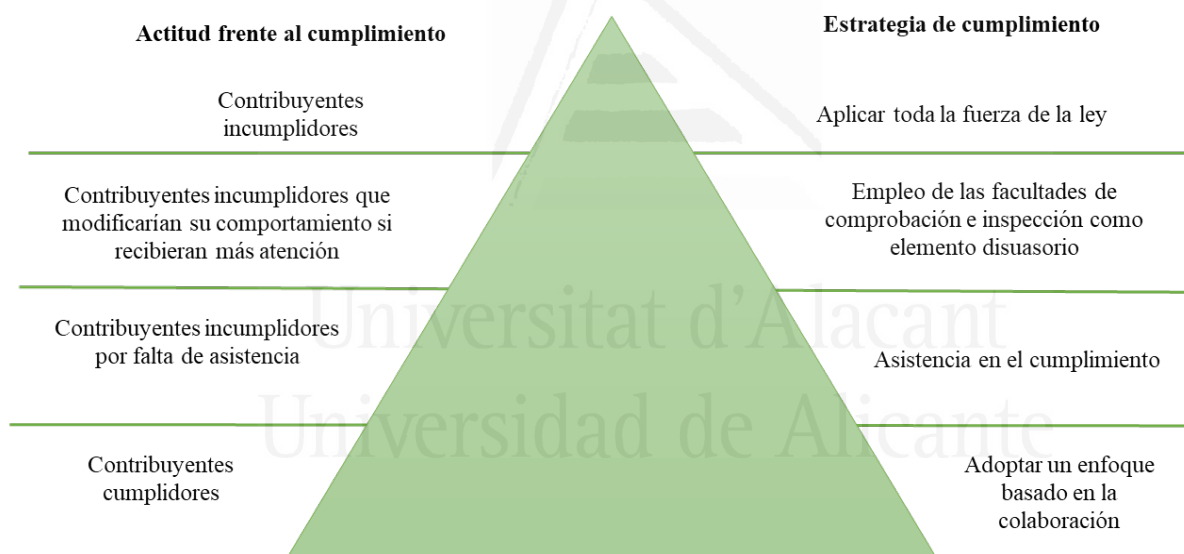 Actitud frente al cumplimiento
Estrategia de cumplimiento
Contribuyentes
incumplidores
Aplicar toda la fuerza de la ley
Contribuyentes incumplidores que
modificarían su comportamiento si
recibieran más atención
Empleo de las facultades de
comprobación e inspección como
elemento disuasorio
Contribuyentes incumplidores
por falta de asistencia
Asistencia en el cumplimiento
Contribuyentes
cumplidores
Adoptar un enfoque
basado en la
colaboración
Universitat d'Alacant
Universidad de Alicante